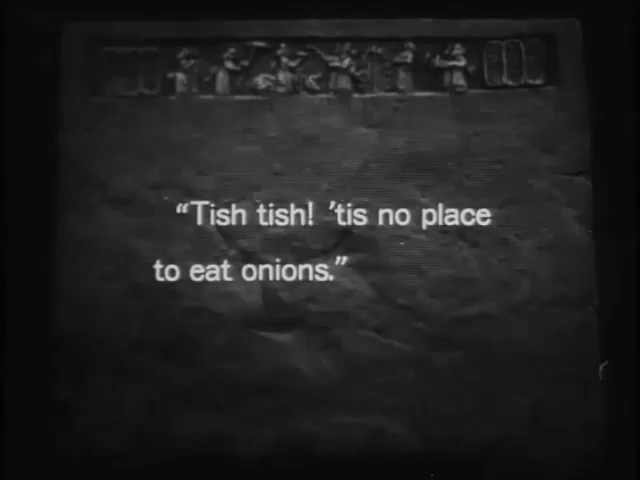 “Tish tish! ’tis no place
to eat onions.”